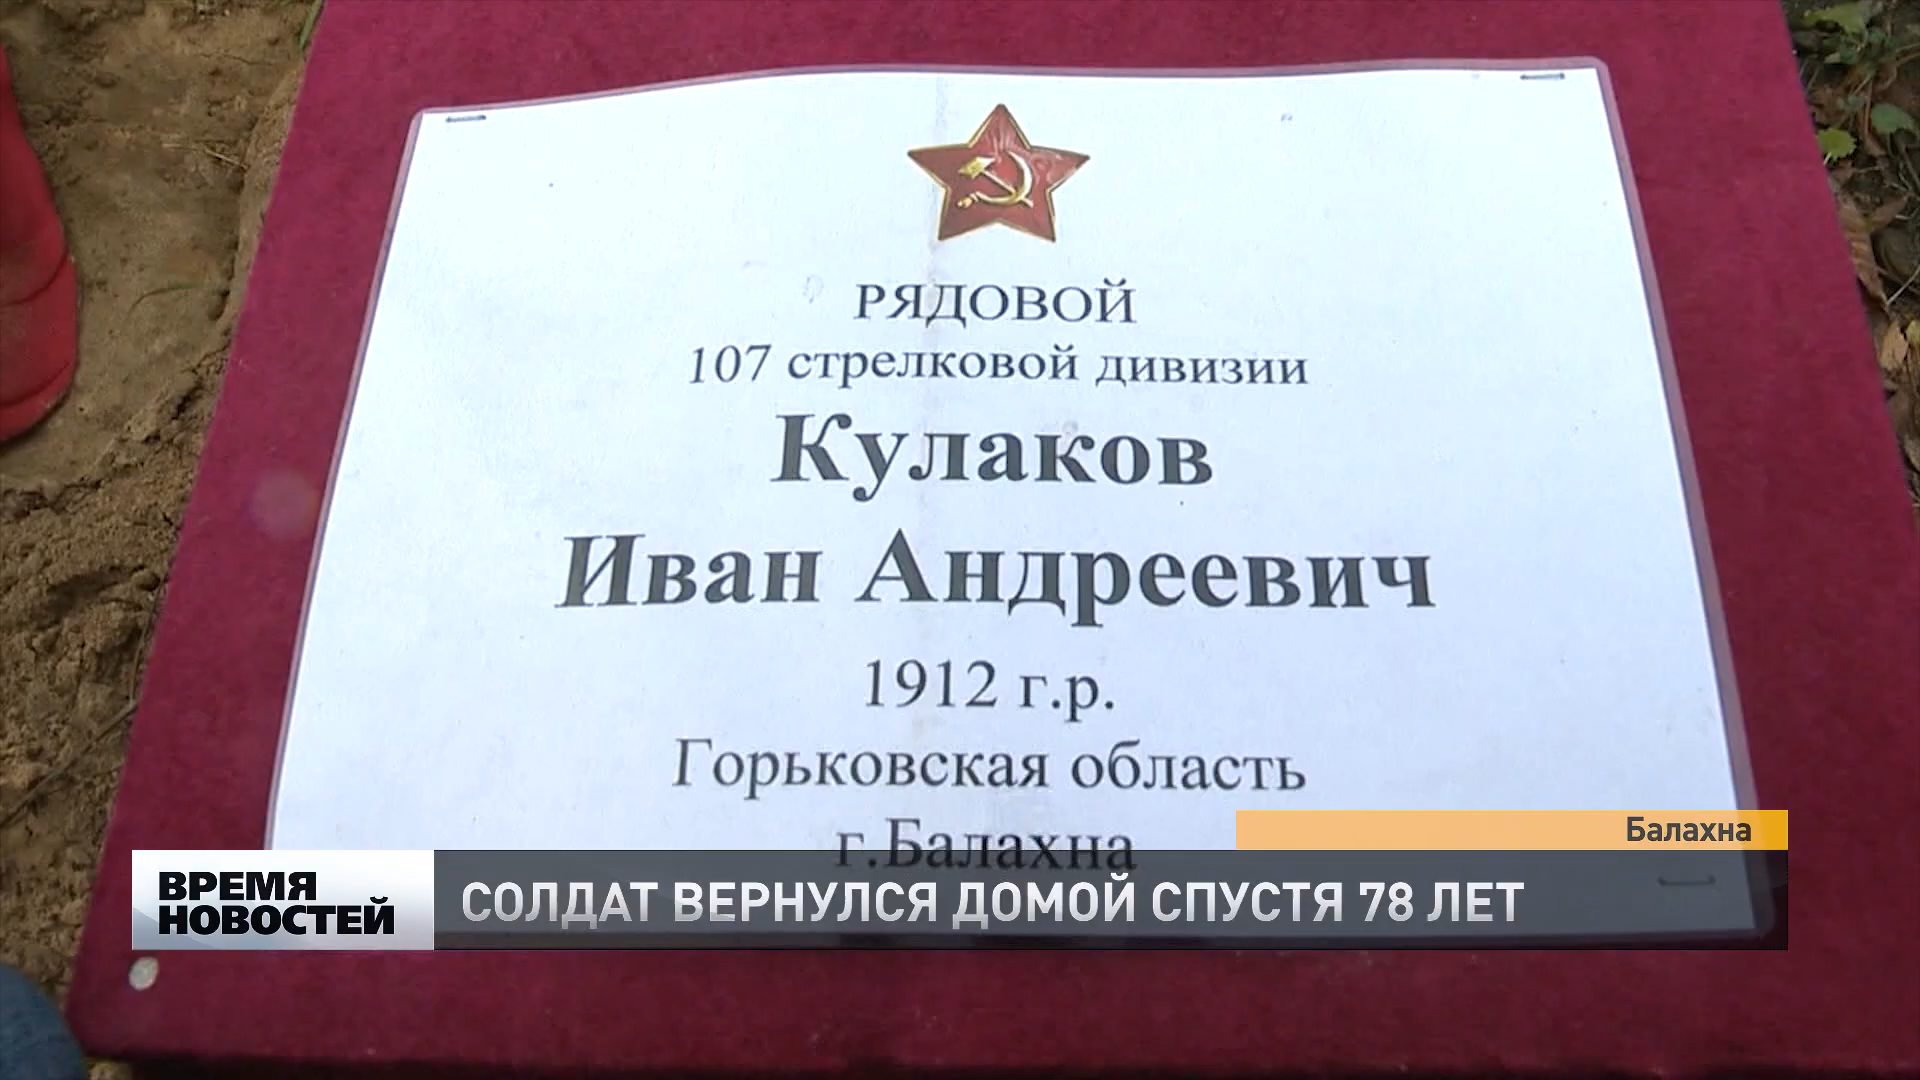 РЯДОВОЙ
107 стрелковой дивизии
Кулаков
Иван Андреевич
1912 г.р.
Горьковская область
г.Балахна
Балахна
ВРЕМЯ
НОВОСТЕЙ
СОЛДАТ ВЕРНУЛСЯ ДОМОЙ СПУСТЯ 78 ЛЕТ